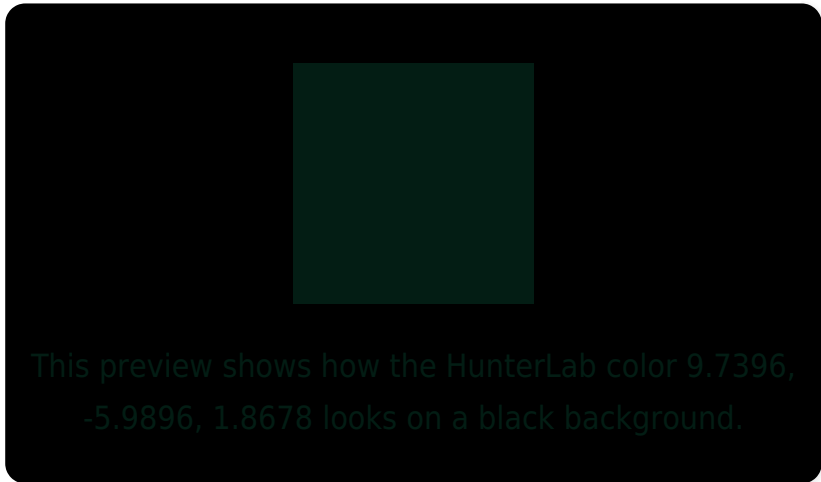 This preview shows how the HunterLab color 9.7396,
-5.9896, 1.8678 looks on a black background.